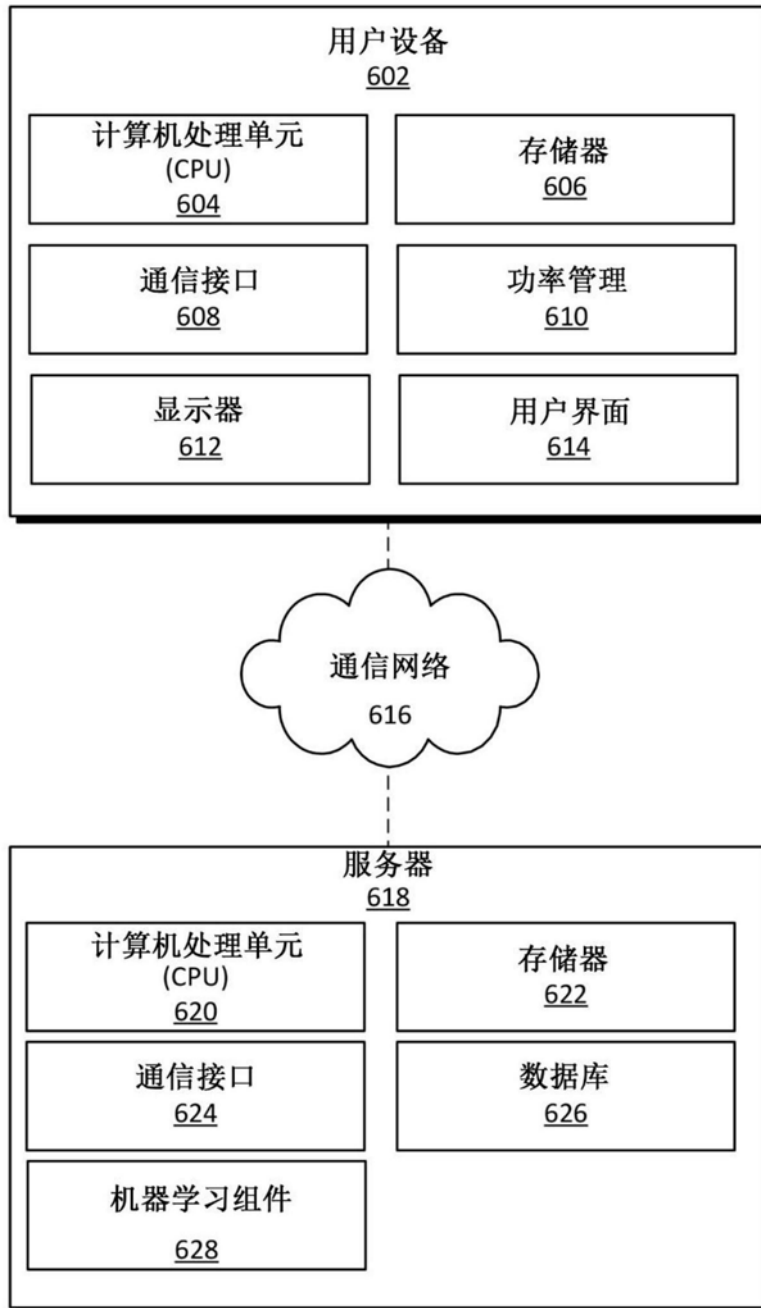 用户设备
602
计算机处理单元
(CPU)
604
存储器
606
通信接口
608
功率管理
610
显示器
612
用户界面
614
通信网络
616
服务器
618
计算机处理单元
(CPU)
620
存储器
622
通信接口
624
数据库
626
机器学习组件
628